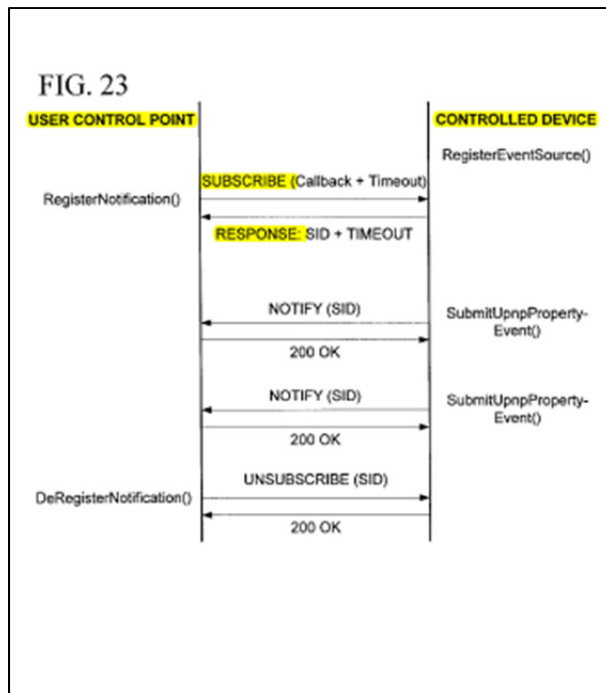 FIG. 23
USER CONTROL POINT
CONTROLLED DEVICE
RegisterEventSource()
SUBSCRIBE (Callback + Timeout)
RegisterNotification()
RESPONSE: SID + TIMEOUT
NOTIFY (SID)
SubmitUpnpProperty-
Event()
200 OK
NOTIFY (SID)
SubmitUpnpProperty-
Event()
200 OK
UNSUBSCRIBE (SID)
DeRegisterNotification()
200 OK